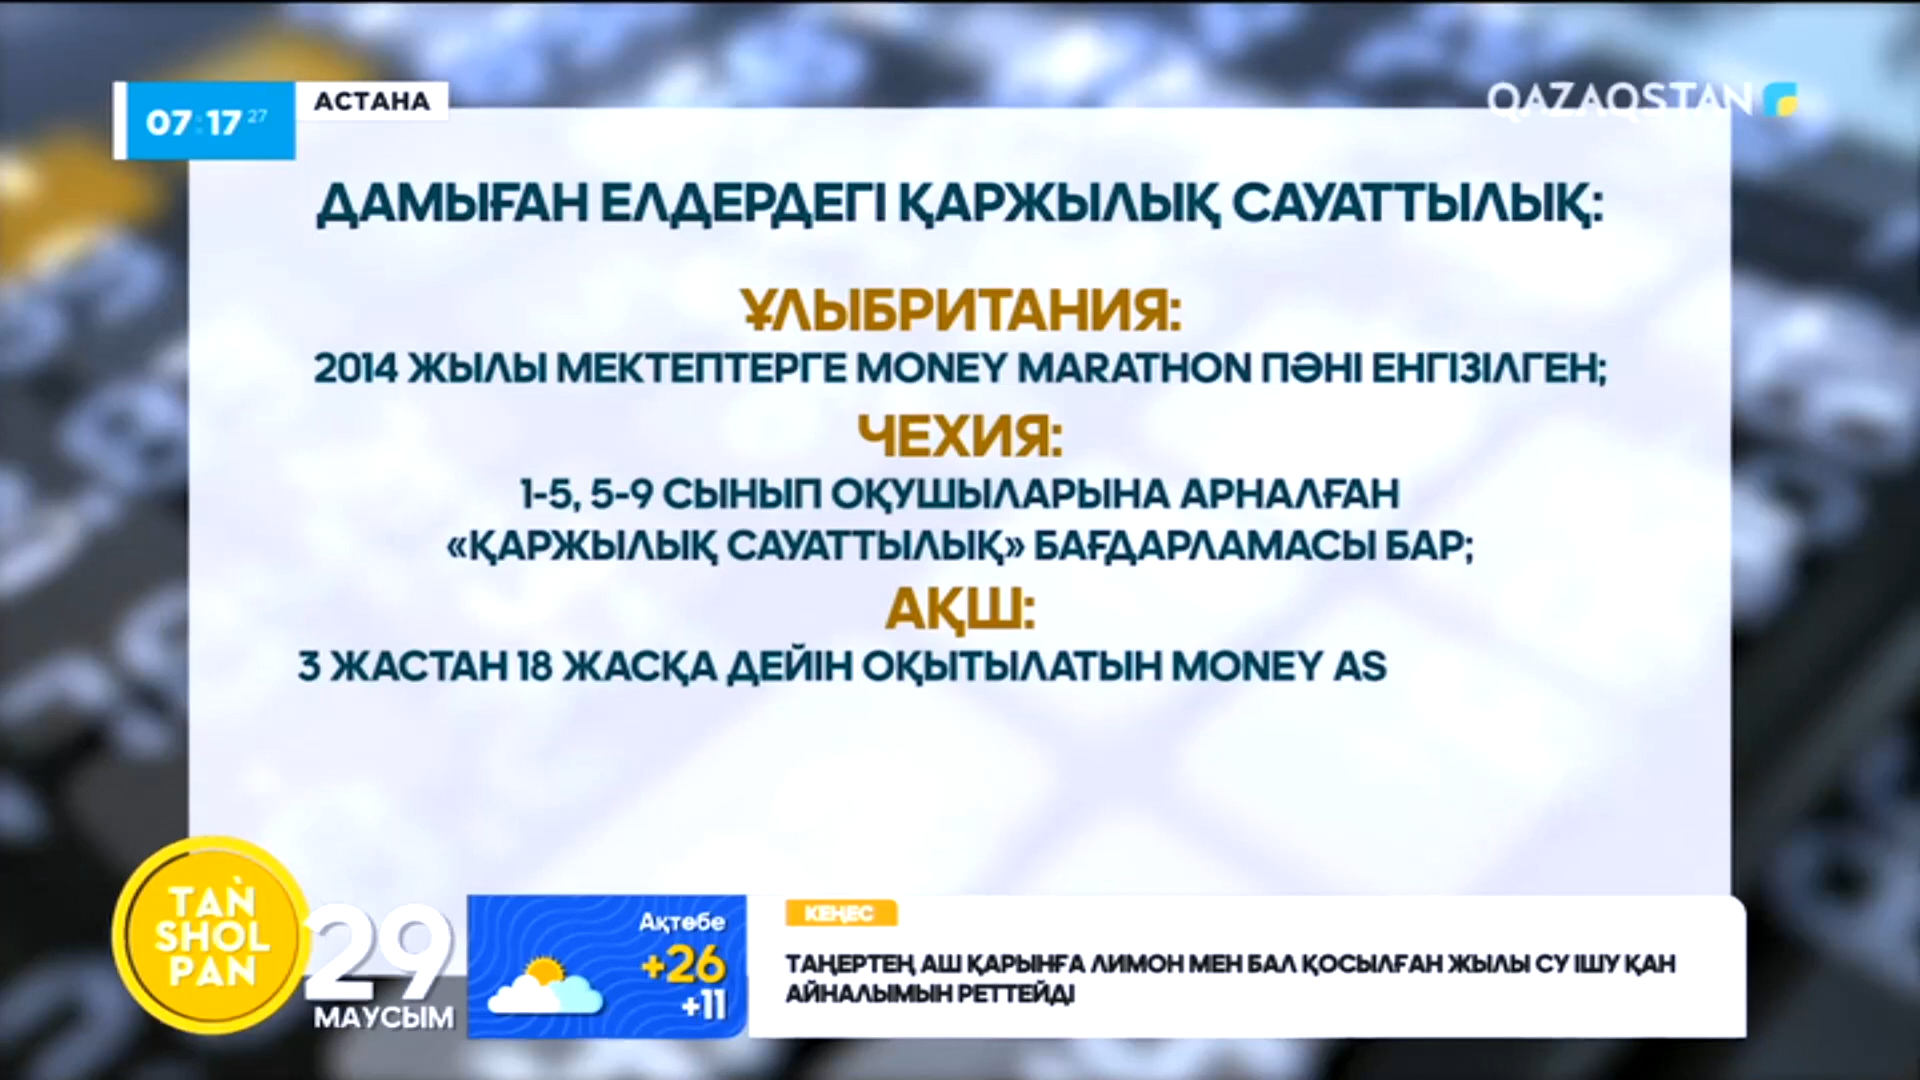 07:17 27
АСТАНА
QAZAQSTAN
ДАМЫҒАН ЕЛДЕРДЕГІ ҚАРЖЫЛЫҚ САУАТТЫЛЫҚ:
ҰЛЫБРИТАНИЯ:
2014 ЖЫЛЫ МЕКТЕПТЕРГЕ MONEY MARATHON ПӘНІ ЕНГІЗІЛГЕН;
ЧЕХИЯ:
1-5, 5-9 СЫНЫП ОҚУШЫЛАРЫНА АРНАЛҒАН
«ҚАРЖЫЛЫҚ САУАТТЫЛЫҚ» БАҒДАРЛАМАСЫ БАР;
АҚШ:
3 ЖАСТАН 18 ЖАСҚА ДЕЙІН ОҚЫТЫЛАТЫН MONEY AS
TAŃ
SHOL
PAN
29
МАУСЫМ
Ақтөбе
+26
+11
КЕҢЕС
ТАҢЕРТЕҢ АШ ҚАРЫНҒА ЛИМОН МЕН БАЛ ҚОСЫЛҒАН ЖЫЛЫ СУ ІШУ ҚАН
АЙНАЛЫМЫН РЕТТЕЙДІ